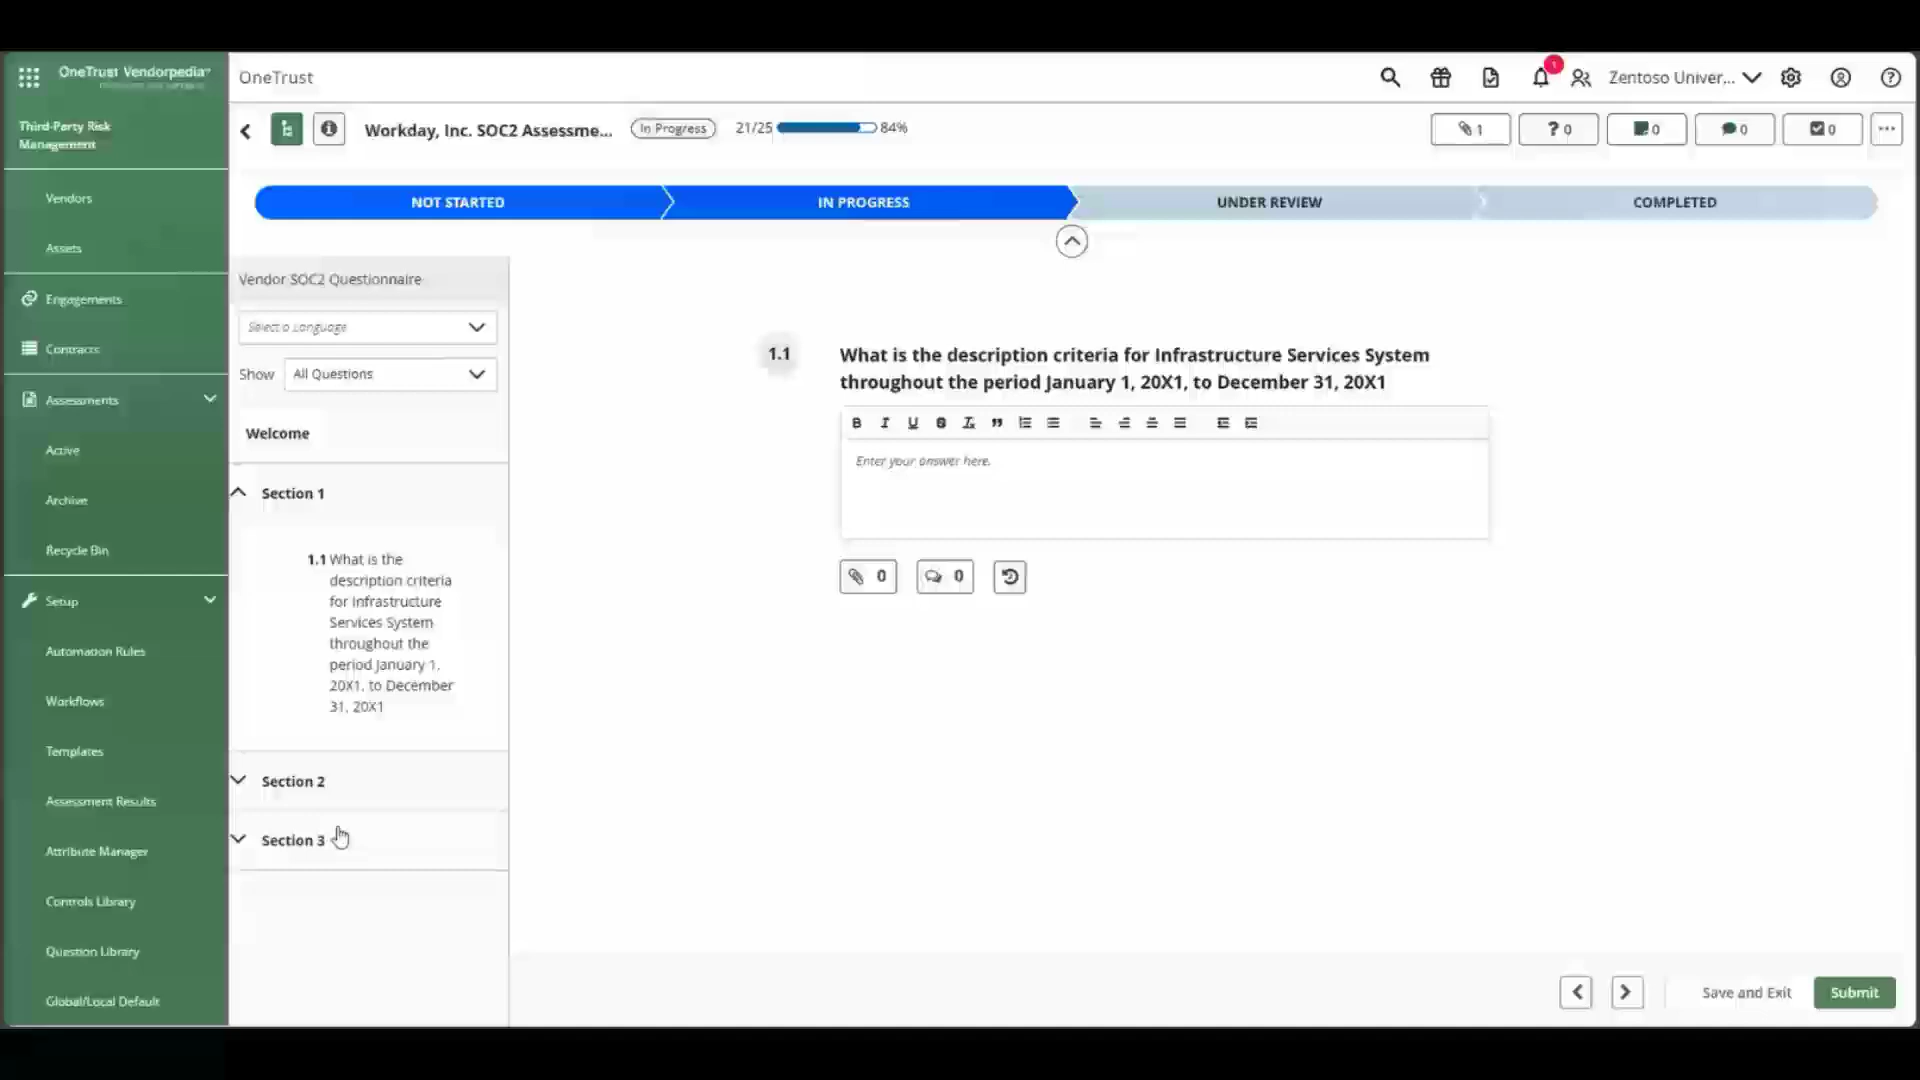 OneTrust Vendorpedia
OneTrust
1
Zentoso Univer...
Third-Party Risk
Management
Workday, Inc. SOC2 Assessme...
In Progress
21/25
84%
1
? 0
0
0
0
...
Vendors
Assets
Engagements
Contracts
Assessments
Active
Archive
Recycle Bin
Setup
Automation Rules
Workflows
Templates
Assessment Results
Attribute Manager
Controls Library
Question Library
Global/Local Default
NOT STARTED
IN PROGRESS
UNDER REVIEW
COMPLETED
Vendor SOC2 Questionnaire
Select a Language
Show
All Questions
Welcome
Section 1
1.1 What is the
description criteria
for Infrastructure
Services System
throughout the
period January 1,
20X1, to December
31, 20X1
Section 2
Section 3
1.1
What is the description criteria for Infrastructure Services System
throughout the period January 1, 20X1, to December 31, 20X1
B I U S Tx
Enter your answer here.
0
0
Save and Exit
Submit